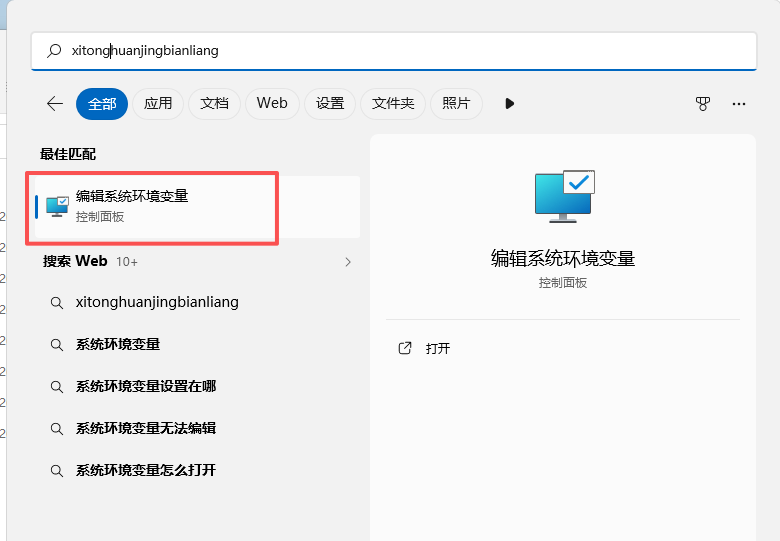 xitonghuanjingbianliang
全部 应用 文档 Web 设置 文件夹 照片
最佳匹配
编辑系统环境变量
控制面板
搜索 Web 10+
xitonghuanjingbianliang
系统环境变量
系统环境变量设置在哪
系统环境变量无法编辑
系统环境变量怎么打开
编辑系统环境变量
控制面板
打开